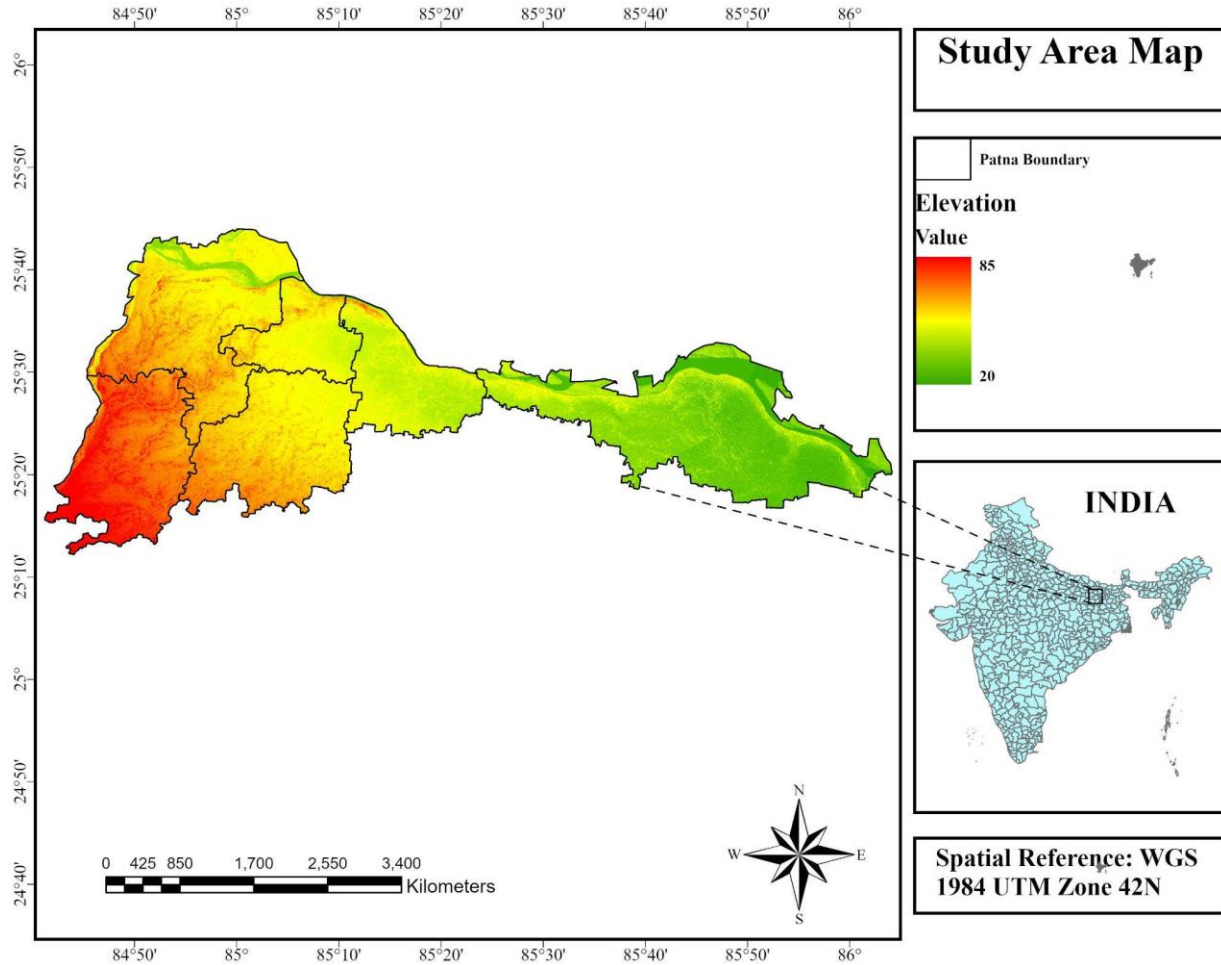 84°50' 85° 85°10' 85°20' 85°30' 85°40' 85°50' 86°
Study Area Map
26°
25°50'
25°40'
25°30'
25°20'
25°10'
25°
24°50'
24°40'
Patna Boundary
Elevation
Value
85
20
INDIA
N
W E
S
0 425 850 1,700 2,550 3,400
Kilometers
Spatial Reference: WGS
1984 UTM Zone 42N
84°50' 85° 85°10' 85°20' 85°30' 85°40' 85°50' 86°